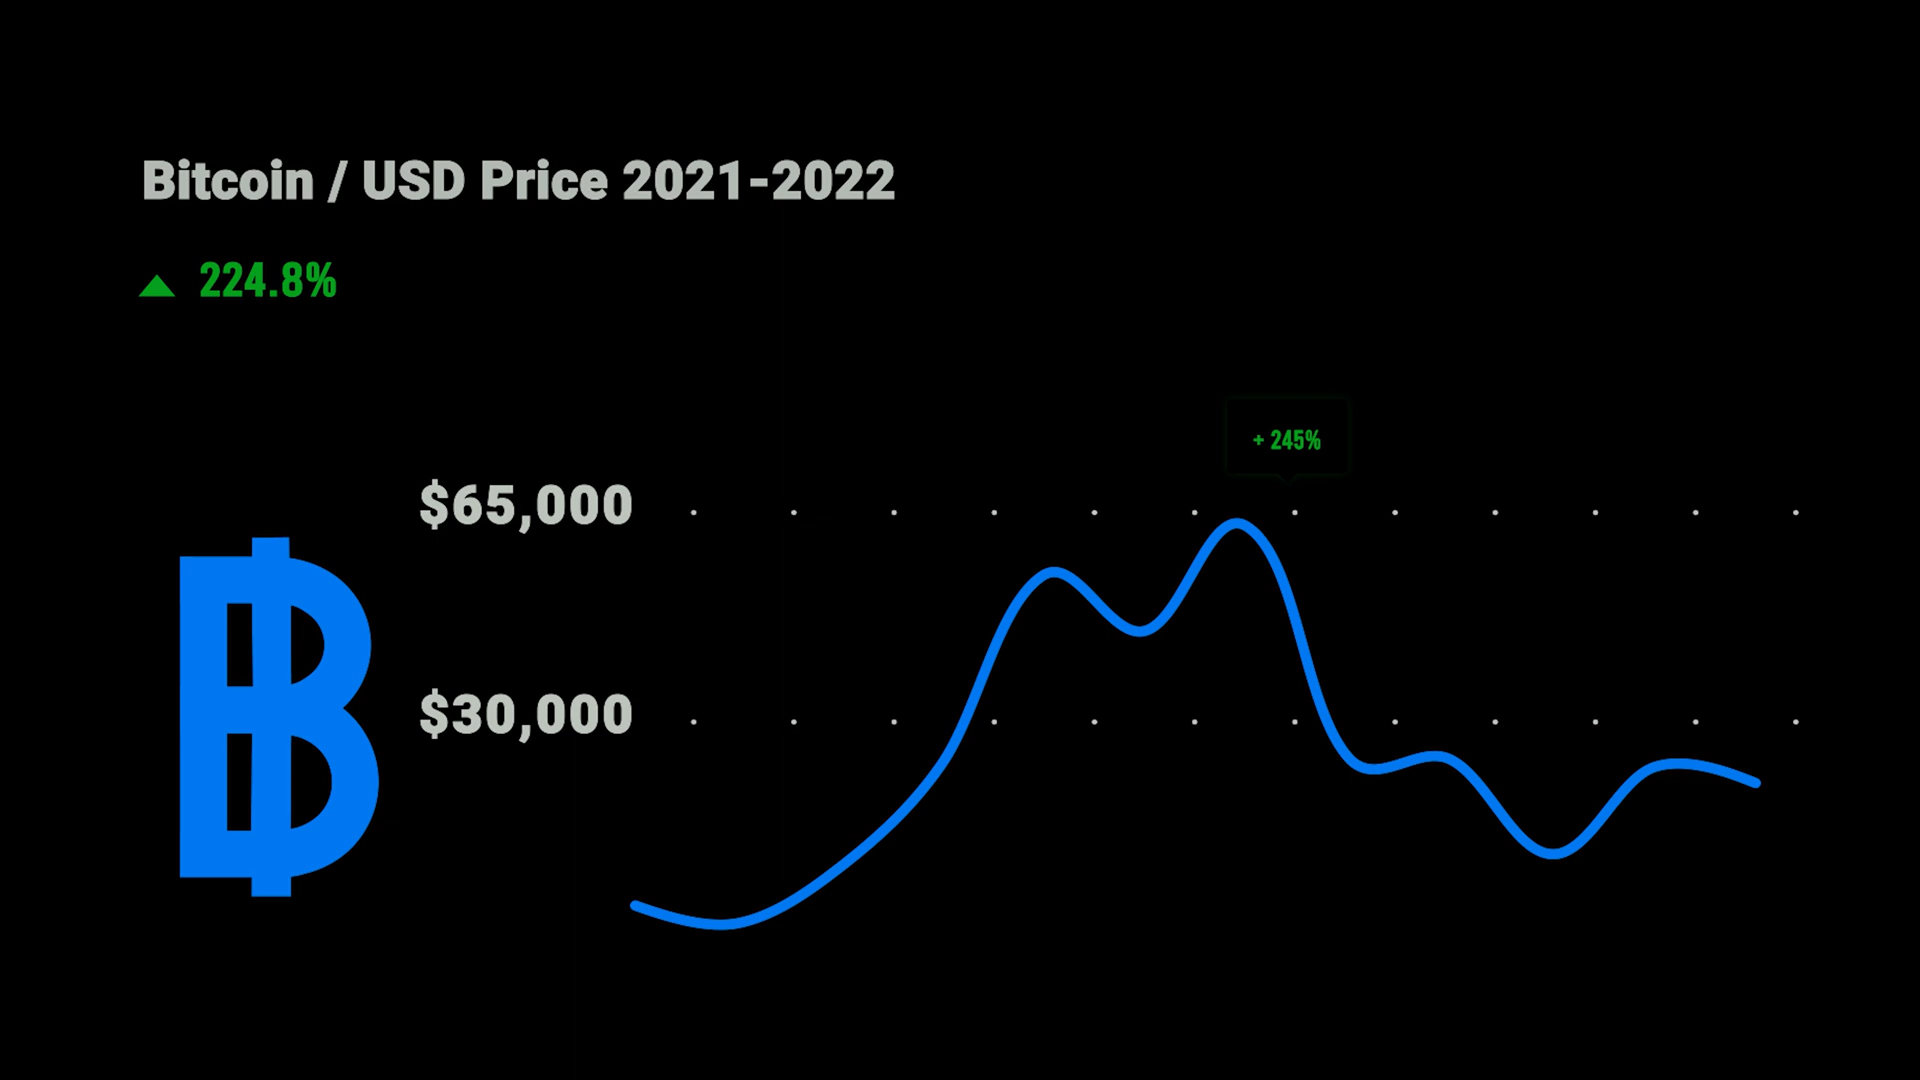 Bitcoin / USD Price 2021-2022
▲ 224.8%
+ 245%
$65,000
$30,000